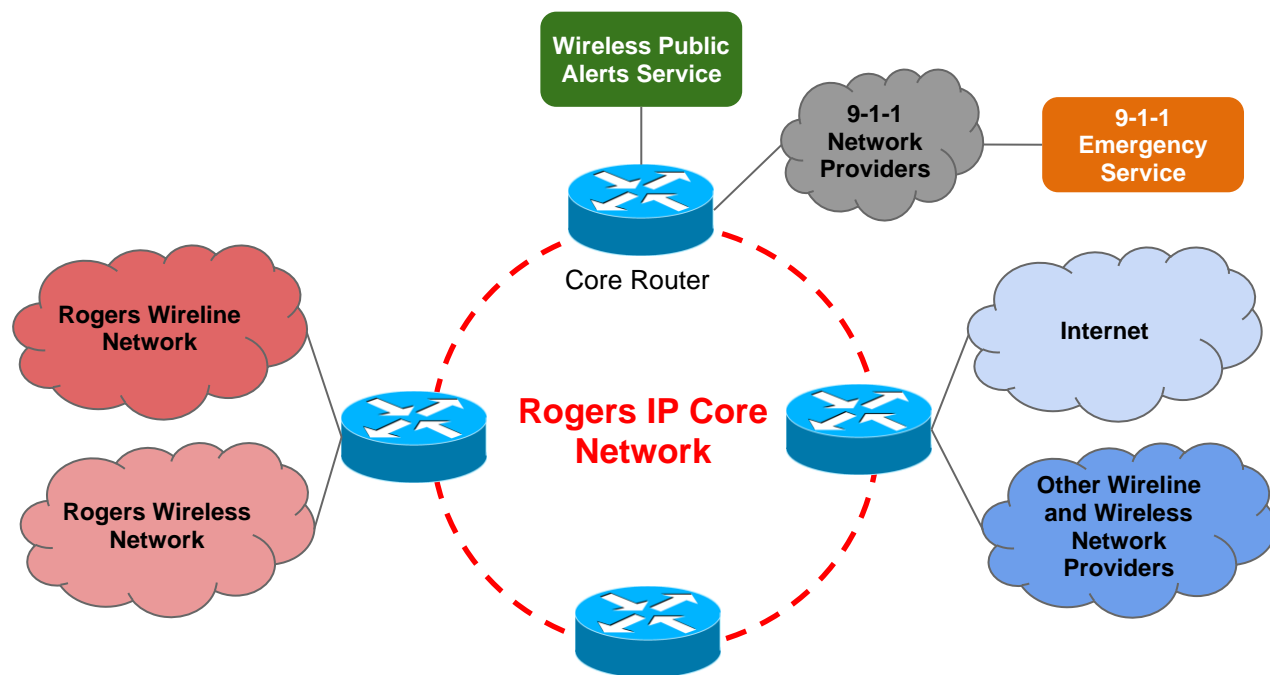 Wireless Public
Alerts Service
9-1-1
Network
Providers
9-1-1
Emergency
Service
Core Router
Rogers Wireline
Network
Internet
Rogers IP Core
Network
Rogers Wireless
Network
Other Wireline
and Wireless
Network
Providers